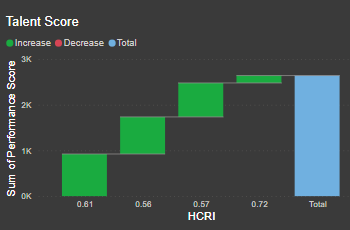 Talent Score
Increase Decrease Total
Sum of Performance Score
3K
2K
1K
0K
0.61 0.56 0.57 0.72 Total
HCRI